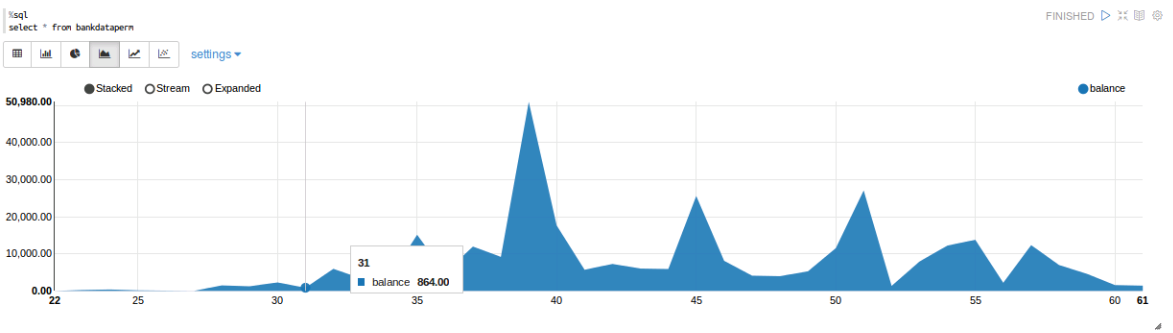 %sql
FINISHED
select * from bankdataperm
settings
Stacked Stream Expanded
balance
50,980.00
40,000.00
30,000.00
20,000.00
10,000.00
0.00
31
balance 864.00
22 25 30 35 40 45 50 55 60 61